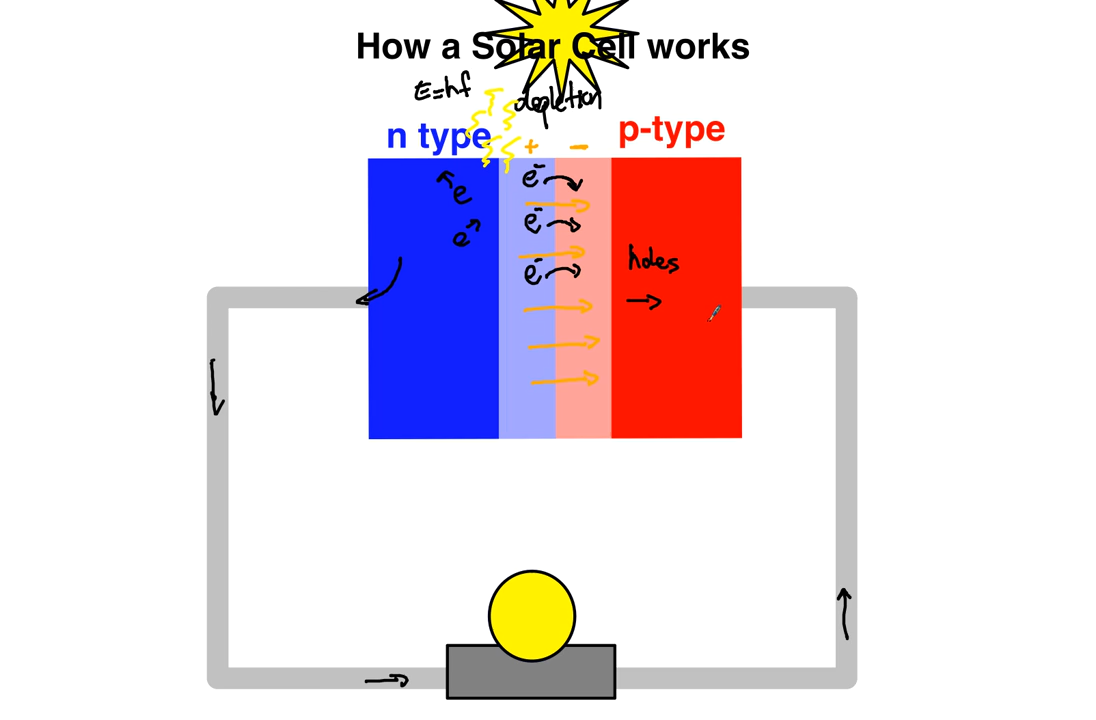 How a Solar Cell works
E=hf
depletion
n type
p-type
+ −
e⁻
e
e⁻
e
e⁻
holes